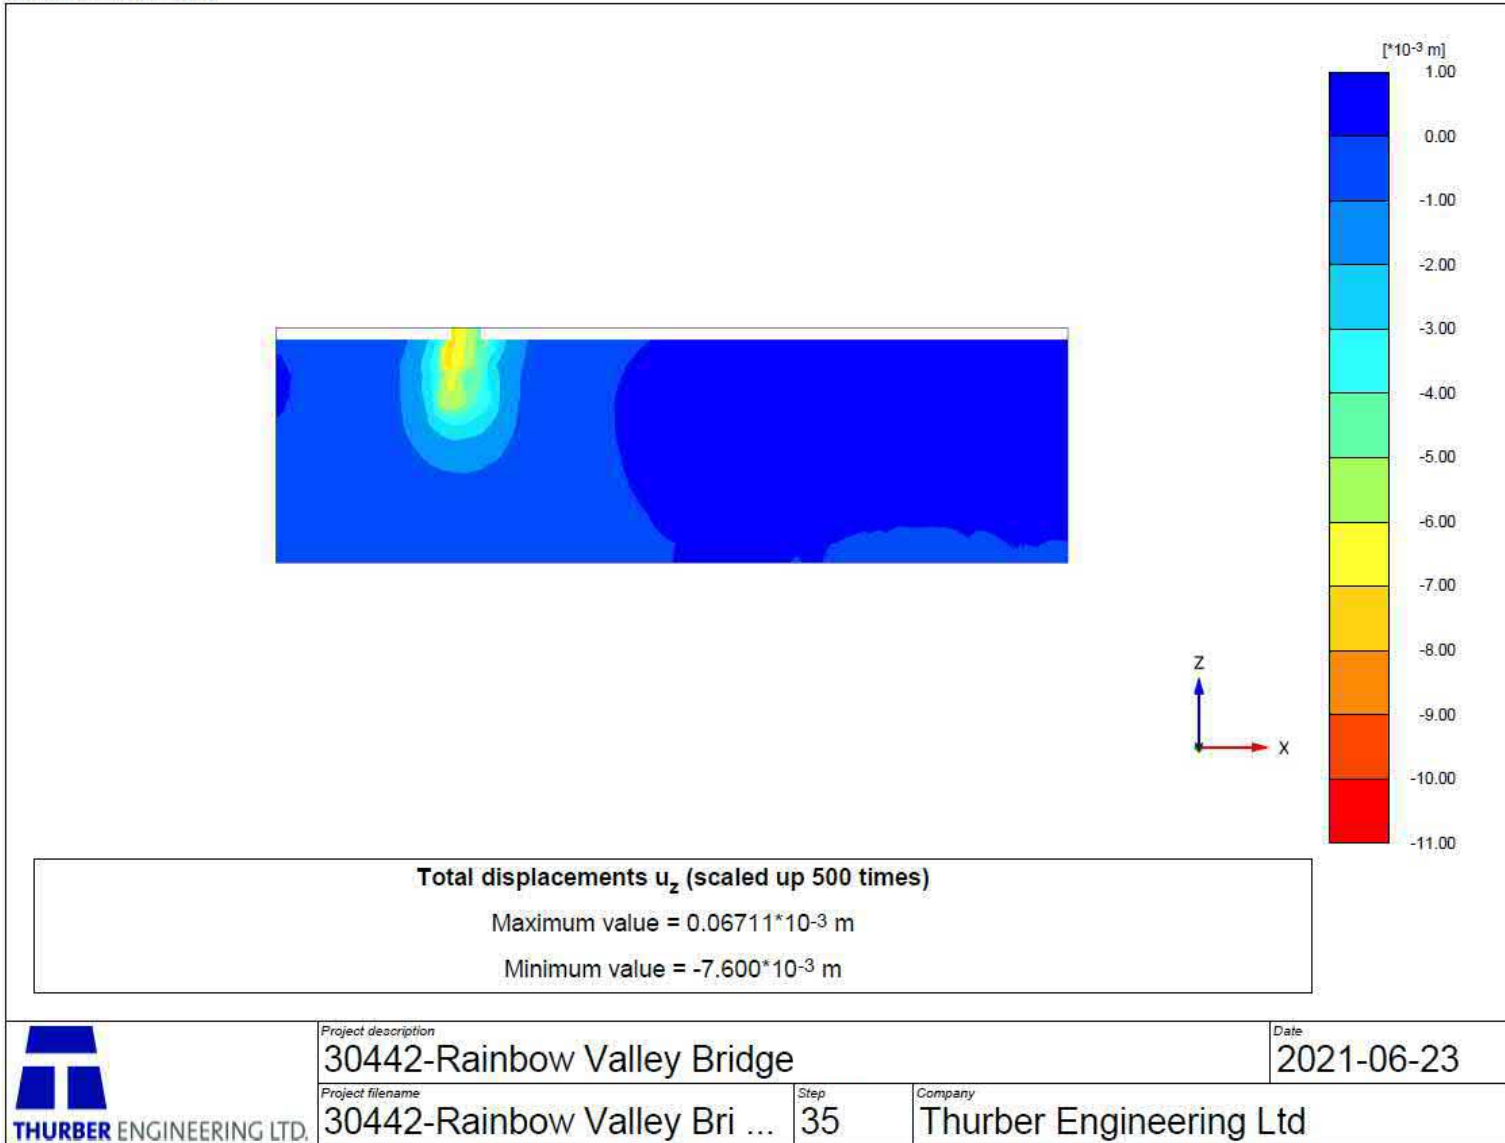 [*10-3 m]
1.00
0.00
-1.00
-2.00
-3.00
-4.00
-5.00
-6.00
-7.00
-8.00
-9.00
-10.00
-11.00
Z
X
Total displacements uz (scaled up 500 times)
Maximum value = 0.06711*10-3 m
Minimum value = -7.600*10-3 m
Project description
30442-Rainbow Valley Bridge
Date
2021-06-23
Project filename
30442-Rainbow Valley Bri ...
Step
35
Company
Thurber Engineering Ltd
THURBER ENGINEERING LTD.